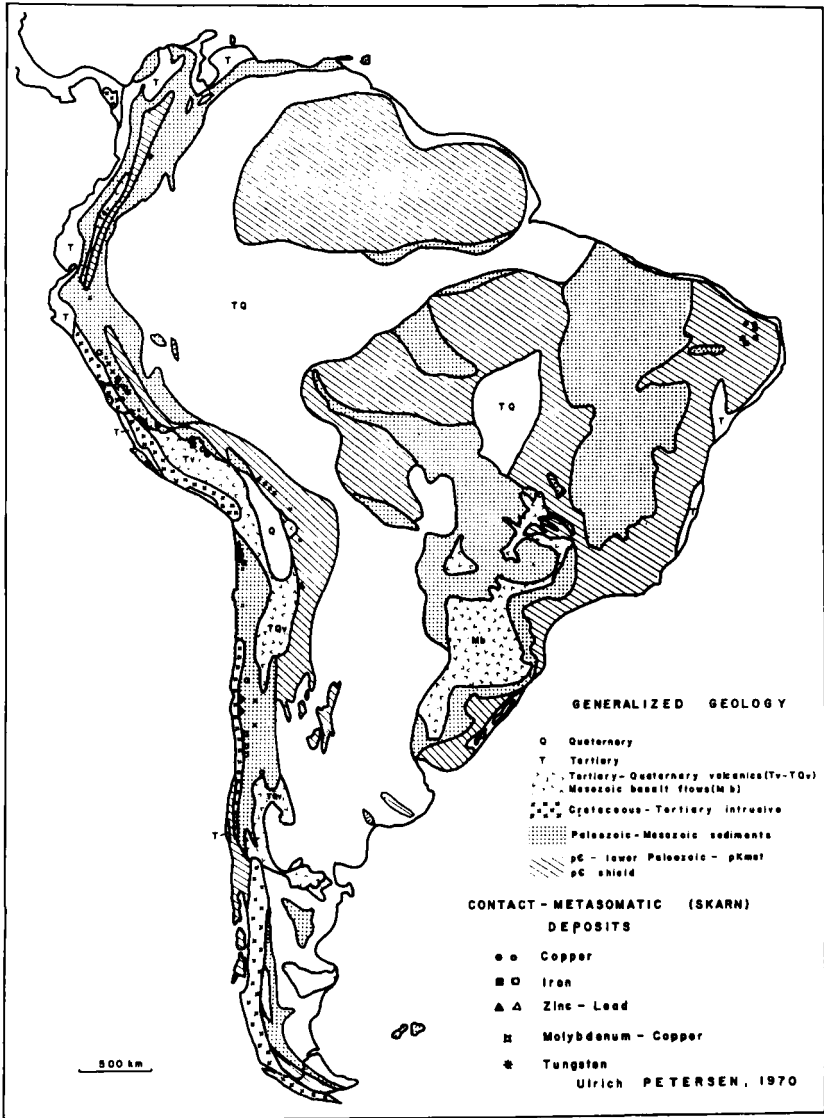 T
T
T
T
TQ
T
TQ
T
T
Tv
Q
T
TQv
Mb
TQv
T
GENERALIZED GEOLOGY
Q Quaternary
T Tertiary
Tertiary-Quaternary volcanics(Tv-TQv)
Mesozoic basalt flows(Mb)
Cretaceous-Tertiary intrusive
Paleozoic-Mesozoic sediments
p€ - lower Paleozoic - pKmet
p€ shield
CONTACT-METASOMATIC (SKARN)
DEPOSITS
Copper
Iron
Zinc - Lead
Molybdenum - Copper
Tungsten
500 km
Ulrich PETERSEN, 1970